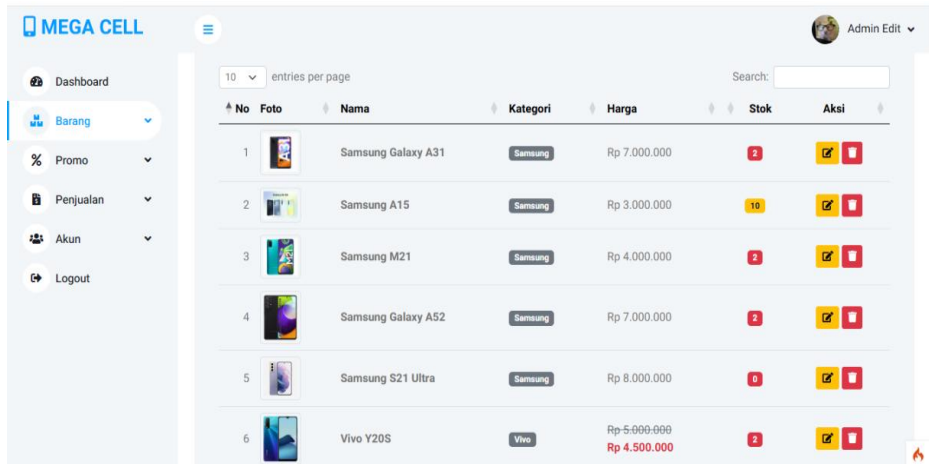 MEGA CELL
Admin Edit
Dashboard
Barang
Promo
Penjualan
Akun
Logout
10 entries per page
Search:
No Foto Nama Kategori Harga Stok Aksi
1 Samsung Galaxy A31 Samsung Rp 7.000.000 2
2 Samsung A15 Samsung Rp 3.000.000 10
3 Samsung M21 Samsung Rp 4.000.000 2
4 Samsung Galaxy A52 Samsung Rp 7.000.000 2
5 Samsung S21 Ultra Samsung Rp 8.000.000 0
6 Vivo Y20S Vivo Rp 5.000.000 2
Rp 4.500.000